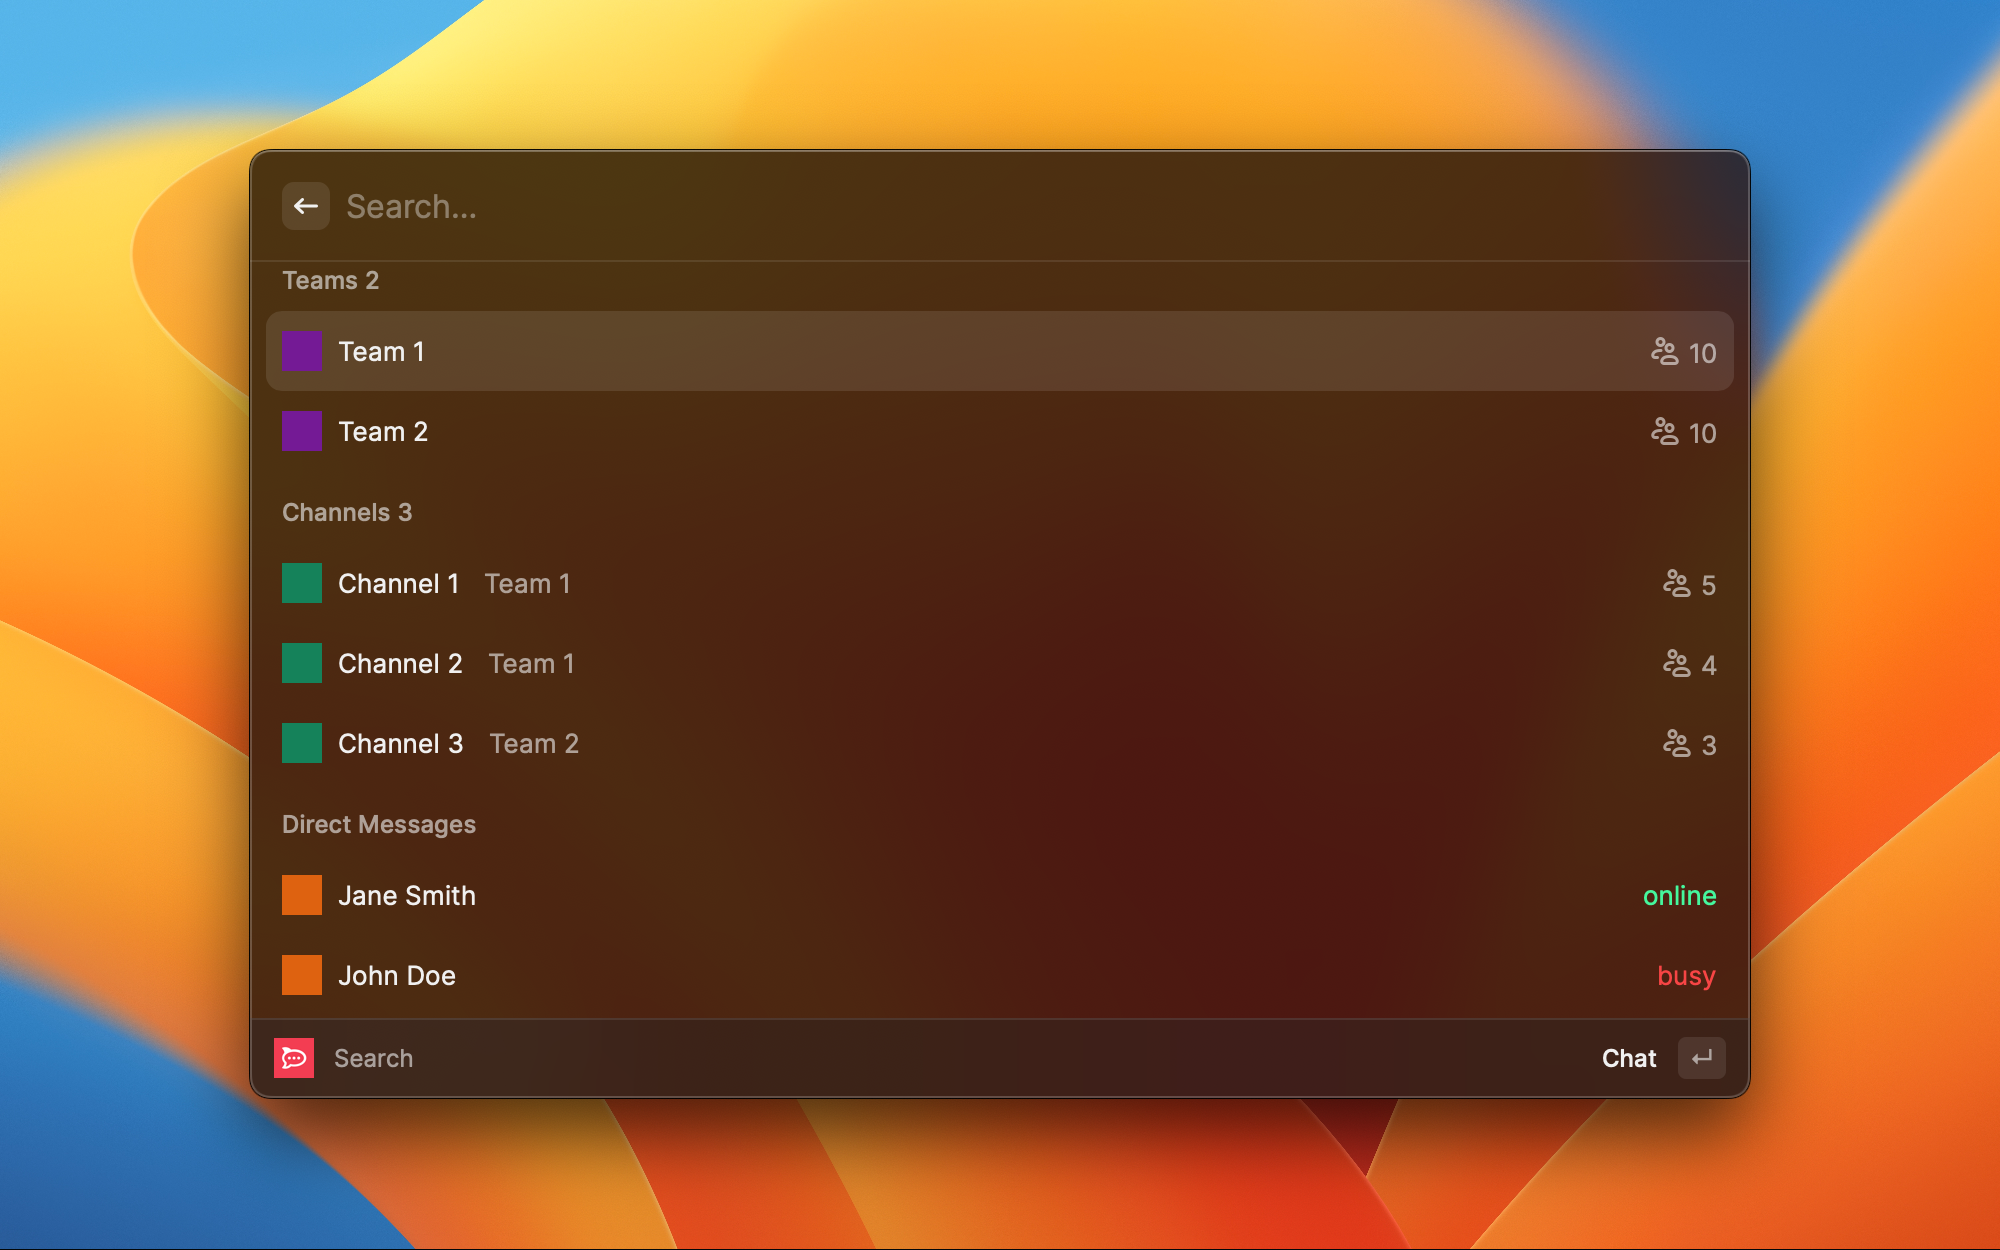 Search...
Teams 2
Team 1 10
Team 2 10
Channels 3
Channel 1 Team 1 5
Channel 2 Team 1 4
Channel 3 Team 2 3
Direct Messages
Jane Smith online
John Doe busy
Search Chat